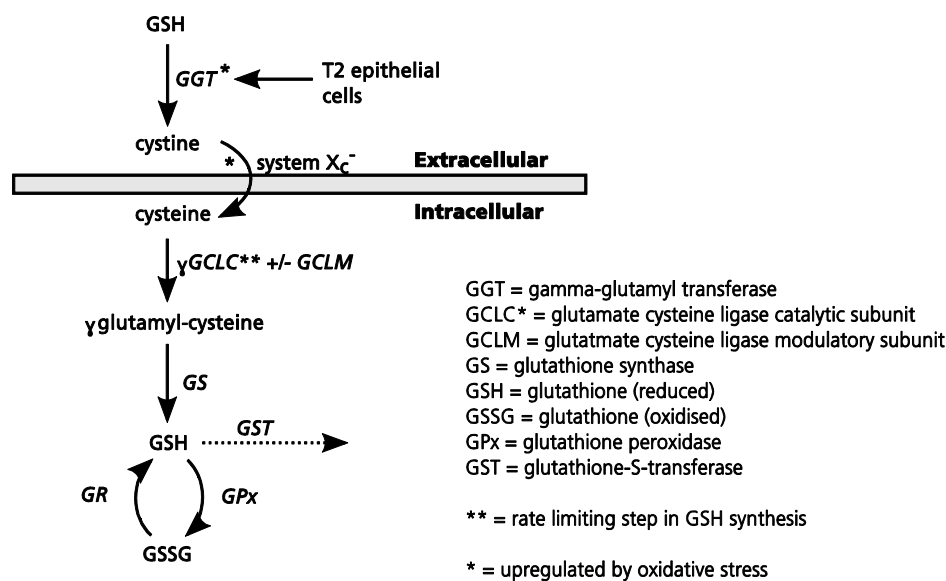 GSH
GGT*
T2 epithelial
cells
cystine
* system Xc-
Extracellular
cysteine
Intracellular
γGCLC** +/- GCLM
γglutamyl-cysteine
GS
GSH
GST
GR
GPx
GSSG
GGT = gamma-glutamyl transferase
GCLC* = glutamate cysteine ligase catalytic subunit
GCLM = glutatmate cysteine ligase modulatory subunit
GS = glutathione synthase
GSH = glutathione (reduced)
GSSG = glutathione (oxidised)
GPx = glutathione peroxidase
GST = glutathione-S-transferase
** = rate limiting step in GSH synthesis
* = upregulated by oxidative stress